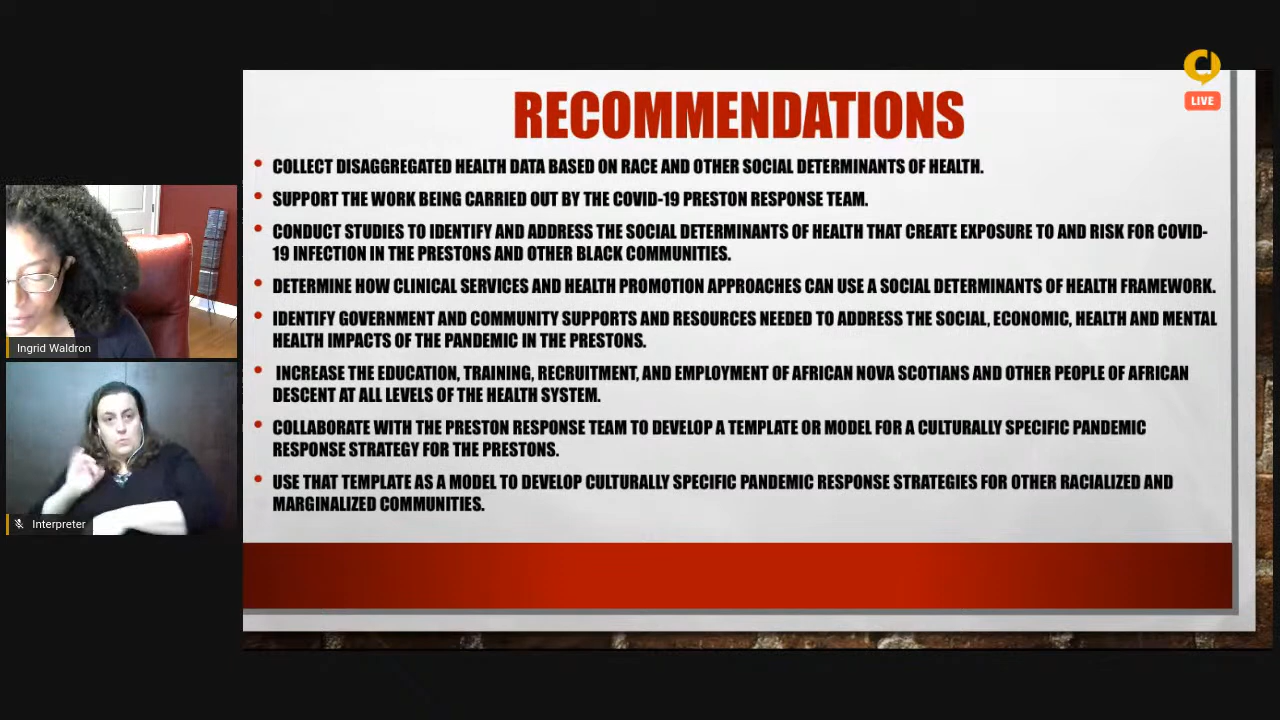 LIVE
RECOMMENDATIONS
• COLLECT DISAGGREGATED HEALTH DATA BASED ON RACE AND OTHER SOCIAL DETERMINANTS OF HEALTH.
• SUPPORT THE WORK BEING CARRIED OUT BY THE COVID-19 PRESTON RESPONSE TEAM.
• CONDUCT STUDIES TO IDENTIFY AND ADDRESS THE SOCIAL DETERMINANTS OF HEALTH THAT CREATE EXPOSURE TO AND RISK FOR COVID-
19 INFECTION IN THE PRESTONS AND OTHER BLACK COMMUNITIES.
• DETERMINE HOW CLINICAL SERVICES AND HEALTH PROMOTION APPROACHES CAN USE A SOCIAL DETERMINANTS OF HEALTH FRAMEWORK.
• IDENTIFY GOVERNMENT AND COMMUNITY SUPPORTS AND RESOURCES NEEDED TO ADDRESS THE SOCIAL, ECONOMIC, HEALTH AND MENTAL
HEALTH IMPACTS OF THE PANDEMIC IN THE PRESTONS.
• INCREASE THE EDUCATION, TRAINING, RECRUITMENT, AND EMPLOYMENT OF AFRICAN NOVA SCOTIANS AND OTHER PEOPLE OF AFRICAN
DESCENT AT ALL LEVELS OF THE HEALTH SYSTEM.
• COLLABORATE WITH THE PRESTON RESPONSE TEAM TO DEVELOP A TEMPLATE OR MODEL FOR A CULTURALLY SPECIFIC PANDEMIC
RESPONSE STRATEGY FOR THE PRESTONS.
• USE THAT TEMPLATE AS A MODEL TO DEVELOP CULTURALLY SPECIFIC PANDEMIC RESPONSE STRATEGIES FOR OTHER RACIALIZED AND
MARGINALIZED COMMUNITIES.
Ingrid Waldron
Interpreter